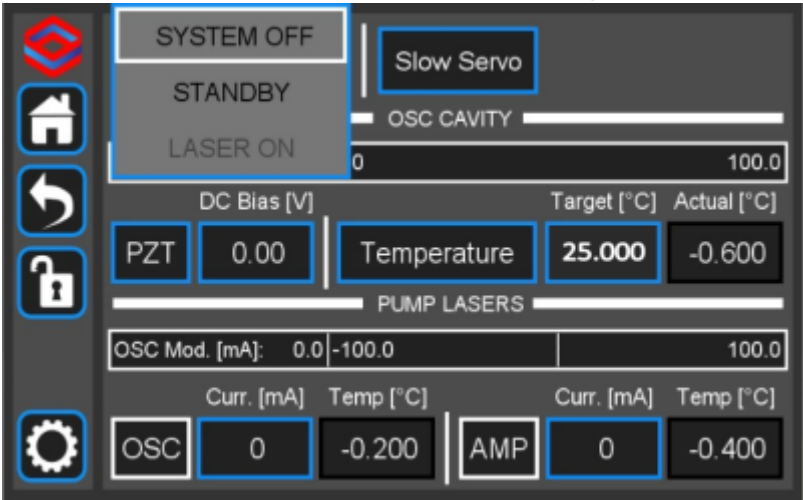 SYSTEM OFF
STANDBY
LASER ON
Slow Servo
OSC CAVITY
0 100.0
DC Bias [V] Target [°C] Actual [°C]
PZT 0.00 Temperature 25.000 -0.600
PUMP LASERS
OSC Mod. [mA]: 0.0 -100.0 100.0
Curr. [mA] Temp [°C] Curr. [mA] Temp [°C]
OSC 0 -0.200 AMP 0 -0.400